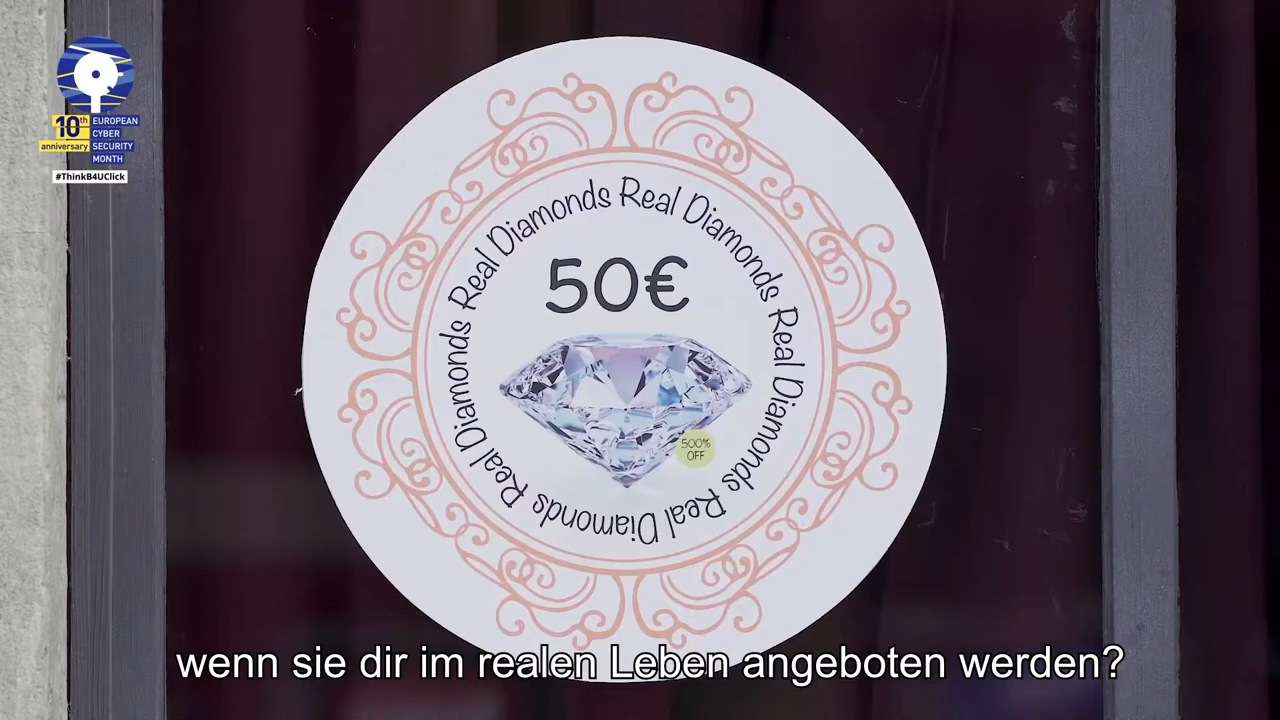 10th
anniversary
EUROPEAN
CYBER
SECURITY
MONTH
#ThinkB4UClick
Real Diamonds Real Diamonds Real Diamonds Real Diamonds Real Diamonds
50€
500%
OFF
wenn sie dir im realen Leben angeboten werden?